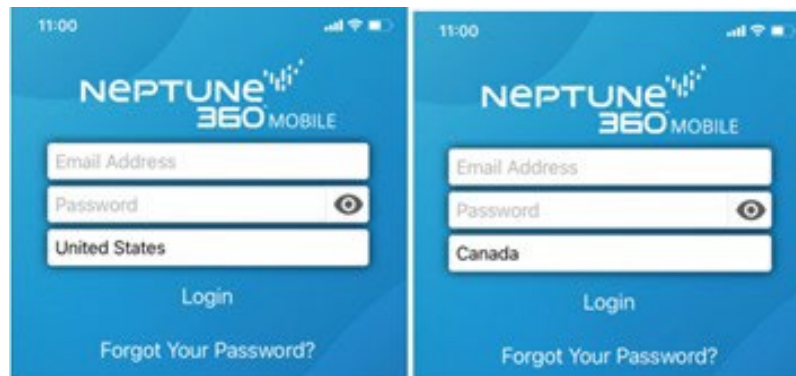 11:00
NEPTUNE
360 MOBILE
Email Address
Password
United States
Login
Forgot Your Password?
11:00
NEPTUNE
360 MOBILE
Email Address
Password
Canada
Login
Forgot Your Password?